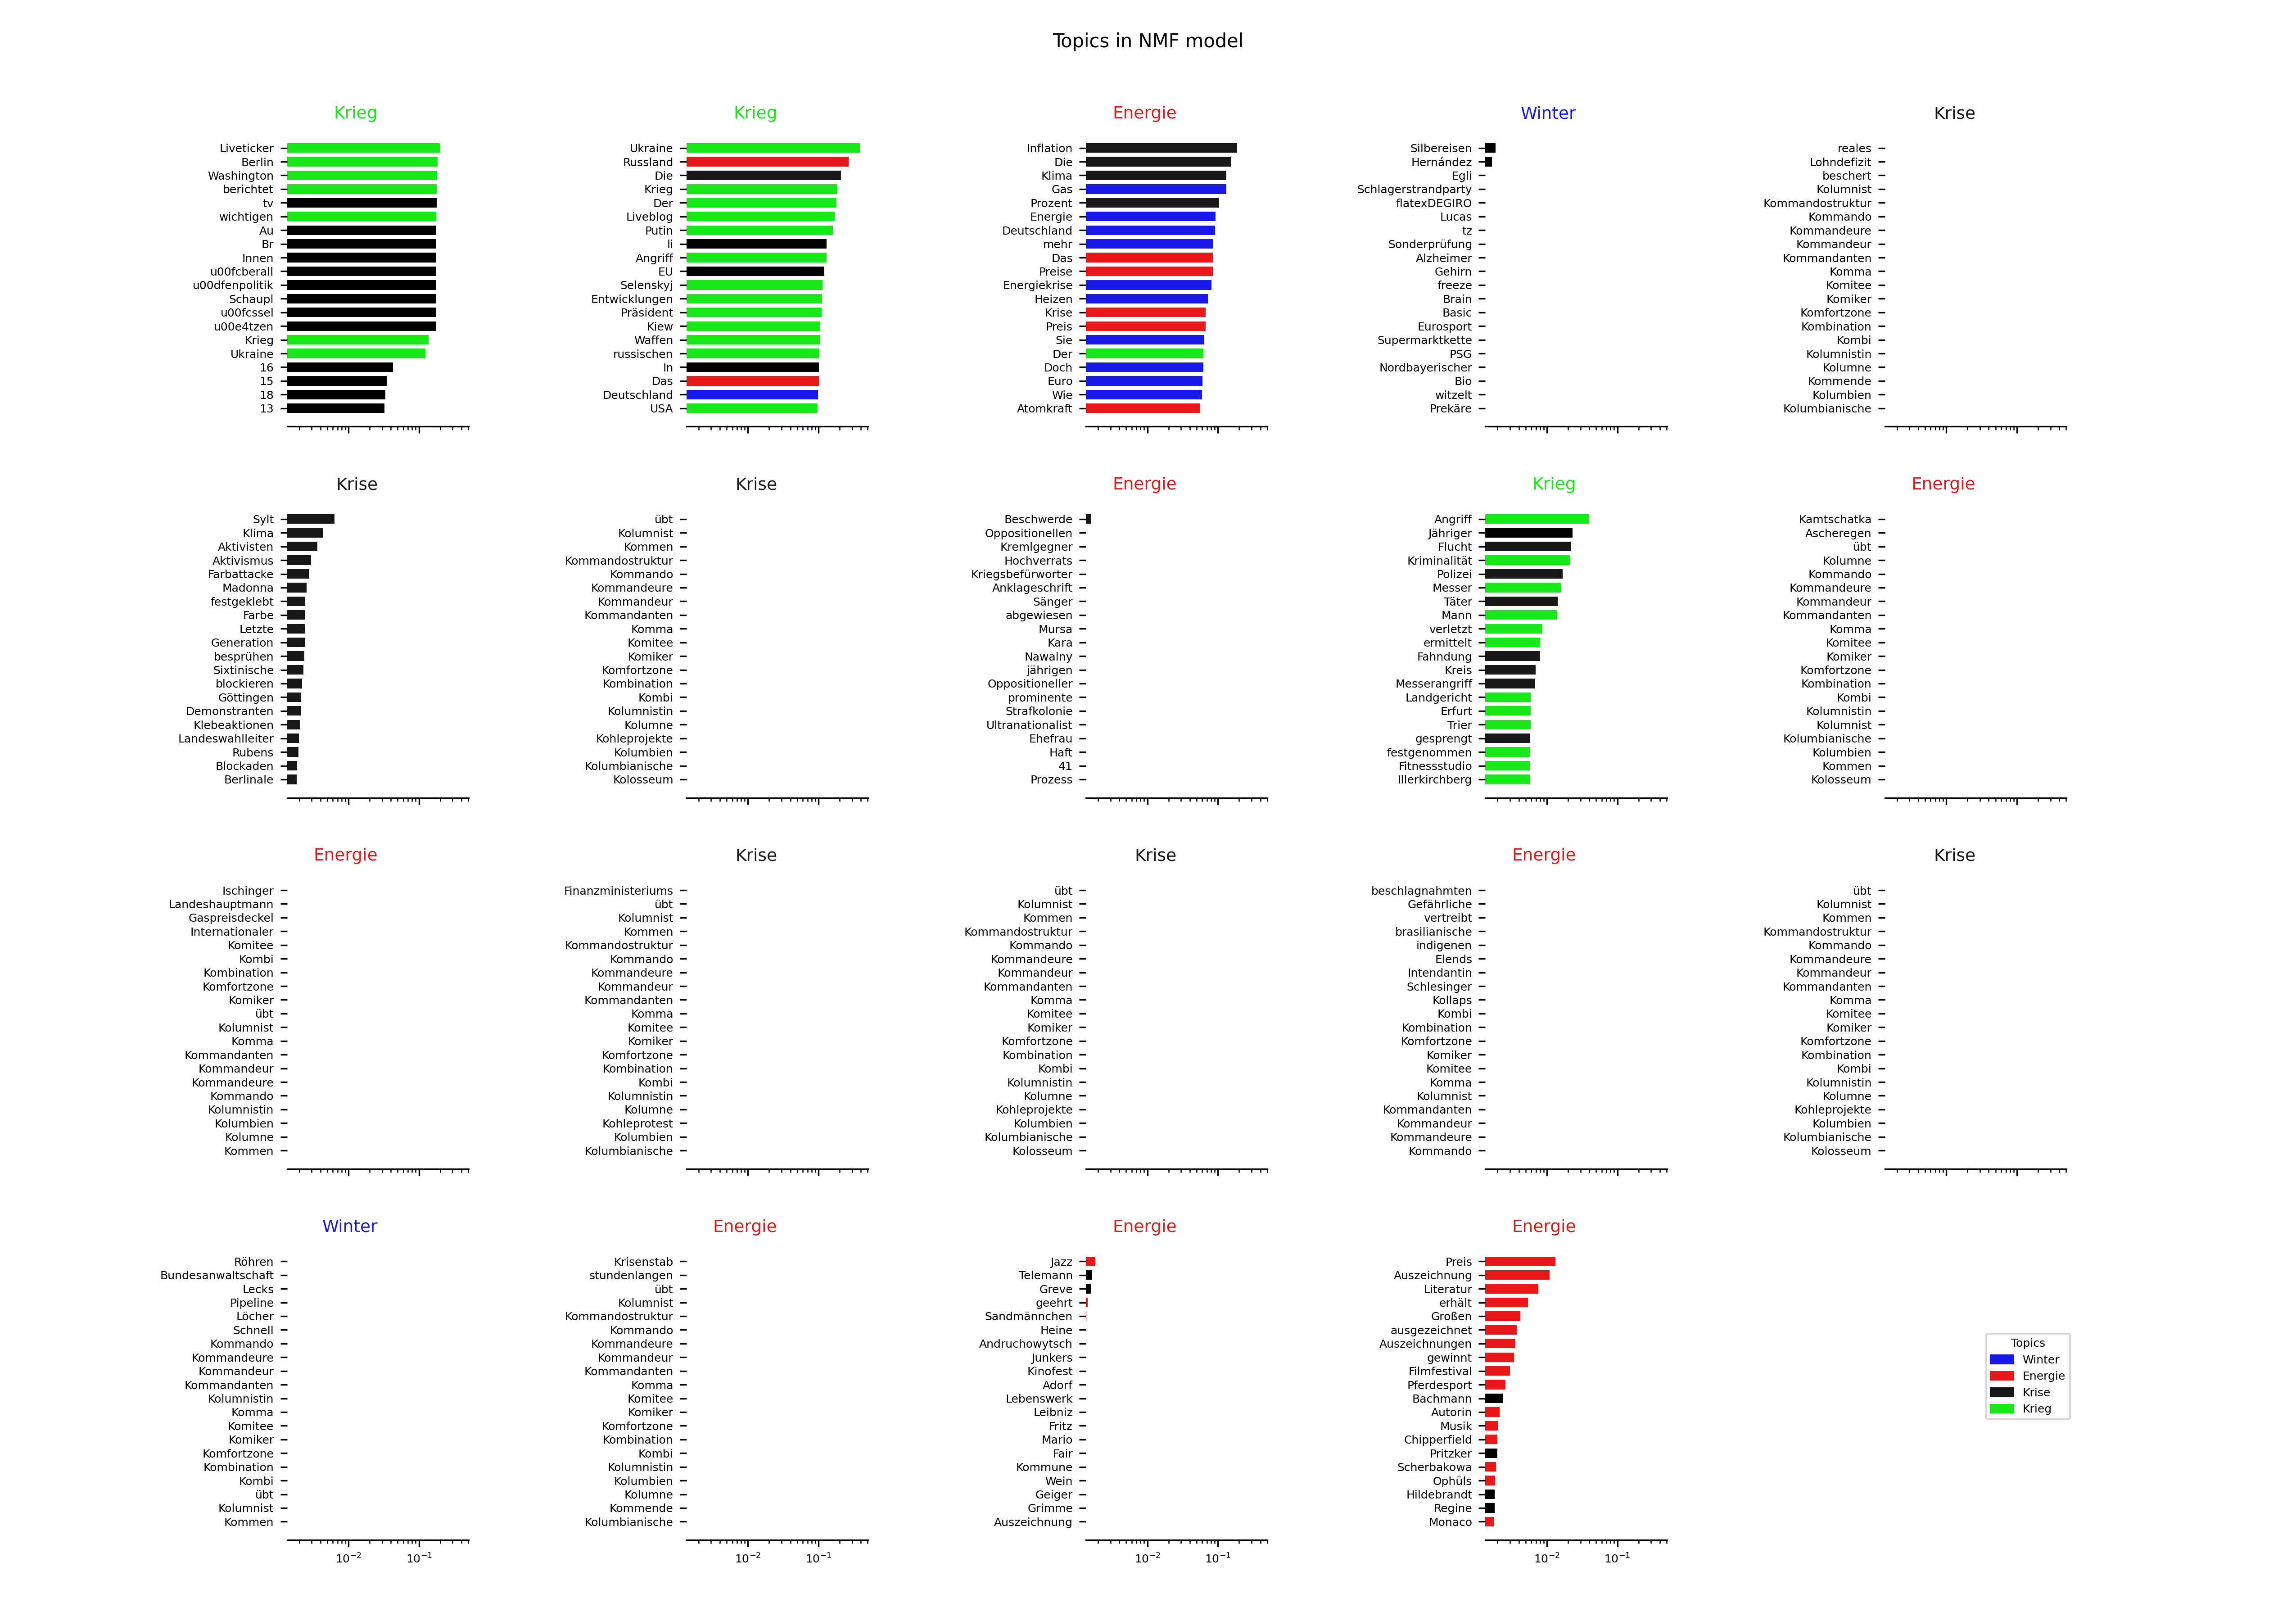 Topics in NMF model
Krieg
Liveticker
Berlin
Washington
berichtet
tv
wichtigen
Au
Br
Innen
u00fcberall
u00dfenpolitik
Schaupl
u00fcssel
u00e4tzen
Krieg
Ukraine
16
15
18
13
Krieg
Ukraine
Russland
Die
Krieg
Der
Liveblog
Putin
li
Angriff
EU
Selenskyj
Entwicklungen
Präsident
Kiew
Waffen
russischen
In
Das
Deutschland
USA
Energie
Inflation
Die
Klima
Gas
Prozent
Energie
Deutschland
mehr
Das
Preise
Energiekrise
Heizen
Krise
Preis
Sie
Der
Doch
Euro
Wie
Atomkraft
Winter
Silbereisen
Hernández
Egli
Schlagerstrandparty
flatexDEGIRO
Lucas
tz
Sonderprüfung
Alzheimer
Gehirn
freeze
Brain
Basic
Eurosport
Supermarktkette
PSG
Nordbayerischer
Bio
witzelt
Prekäre
Krise
reales
Lohndefizit
beschert
Kolumnist
Kommandostruktur
Kommando
Kommandeure
Kommandeur
Kommandanten
Komma
Komitee
Komiker
Komfortzone
Kombination
Kombi
Kolumnistin
Kolumne
Kommende
Kolumbien
Kolumbianische
Krise
Sylt
Klima
Aktivisten
Aktivismus
Farbattacke
Madonna
festgeklebt
Farbe
Letzte
Generation
besprühen
Sixtinische
blockieren
Göttingen
Demonstranten
Klebeaktionen
Landeswahlleiter
Rubens
Blockaden
Berlinale
Krise
übt
Kolumnist
Kommen
Kommandostruktur
Kommando
Kommandeure
Kommandeur
Kommandanten
Komma
Komitee
Komiker
Komfortzone
Kombination
Kombi
Kolumnistin
Kolumne
Kohleprojekte
Kolumbien
Kolumbianische
Kolosseum
Energie
Beschwerde
Oppositionellen
Kremlgegner
Hochverrats
Kriegsbefürworter
Anklageschrift
Sänger
abgewiesen
Mursa
Kara
Nawalny
jährigen
Oppositioneller
prominente
Strafkolonie
Ultranationalist
Ehefrau
Haft
41
Prozess
Krieg
Angriff
Jähriger
Flucht
Kriminalität
Polizei
Messer
Täter
Mann
verletzt
ermittelt
Fahndung
Kreis
Messerangriff
Landgericht
Erfurt
Trier
gesprengt
festgenommen
Fitnessstudio
Illerkirchberg
Energie
Kamtschatka
Ascheregen
übt
Kolumne
Kommando
Kommandeure
Kommandeur
Kommandanten
Komma
Komitee
Komiker
Komfortzone
Kombination
Kombi
Kolumnistin
Kolumnist
Kolumbianische
Kolumbien
Kommen
Kolosseum
Energie
Ischinger
Landeshauptmann
Gaspreisdeckel
Internationaler
Komitee
Kombi
Kombination
Komfortzone
Komiker
übt
Kolumnist
Komma
Kommandanten
Kommandeur
Kommandeure
Kommando
Kolumnistin
Kolumbien
Kolumne
Kommen
Krise
Finanzministeriums
übt
Kolumnist
Kommen
Kommandostruktur
Kommando
Kommandeure
Kommandeur
Kommandanten
Komma
Komitee
Komiker
Komfortzone
Kombination
Kombi
Kolumnistin
Kolumne
Kohleprotest
Kolumbien
Kolumbianische
Krise
übt
Kolumnist
Kommen
Kommandostruktur
Kommando
Kommandeure
Kommandeur
Kommandanten
Komma
Komitee
Komiker
Komfortzone
Kombination
Kombi
Kolumnistin
Kolumne
Kohleprojekte
Kolumbien
Kolumbianische
Kolosseum
Energie
beschlagnahmten
Gefährliche
vertreibt
brasilianische
indigenen
Elends
Intendantin
Schlesinger
Kollaps
Kombi
Kombination
Komfortzone
Komiker
Komitee
Komma
Kolumnist
Kommandanten
Kommandeur
Kommandeure
Kommando
Krise
übt
Kolumnist
Kommen
Kommandostruktur
Kommando
Kommandeure
Kommandeur
Kommandanten
Komma
Komitee
Komiker
Komfortzone
Kombination
Kombi
Kolumnistin
Kolumne
Kohleprojekte
Kolumbien
Kolumbianische
Kolosseum
Winter
Röhren
Bundesanwaltschaft
Lecks
Pipeline
Löcher
Schnell
Kommando
Kommandeure
Kommandeur
Kommandanten
Kolumnistin
Komma
Komitee
Komiker
Komfortzone
Kombination
Kombi
übt
Kolumnist
Kommen
10⁻² 10⁻¹
Energie
Krisenstab
stundenlangen
übt
Kolumnist
Kommandostruktur
Kommando
Kommandeure
Kommandeur
Kommandanten
Komma
Komitee
Komiker
Komfortzone
Kombination
Kombi
Kolumnistin
Kolumbien
Kolumne
Kommende
Kolumbianische
10⁻² 10⁻¹
Energie
Jazz
Telemann
Greve
geehrt
Sandmännchen
Heine
Andruchowytsch
Junkers
Kinofest
Adorf
Lebenswerk
Leibniz
Fritz
Mario
Fair
Kommune
Wein
Geiger
Grimme
Auszeichnung
10⁻² 10⁻¹
Energie
Preis
Auszeichnung
Literatur
erhält
Großen
ausgezeichnet
Auszeichnungen
gewinnt
Filmfestival
Pferdesport
Bachmann
Autorin
Musik
Chipperfield
Pritzker
Scherbakowa
Ophüls
Hildebrandt
Regine
Monaco
10⁻² 10⁻¹
Topics
Winter
Energie
Krise
Krieg